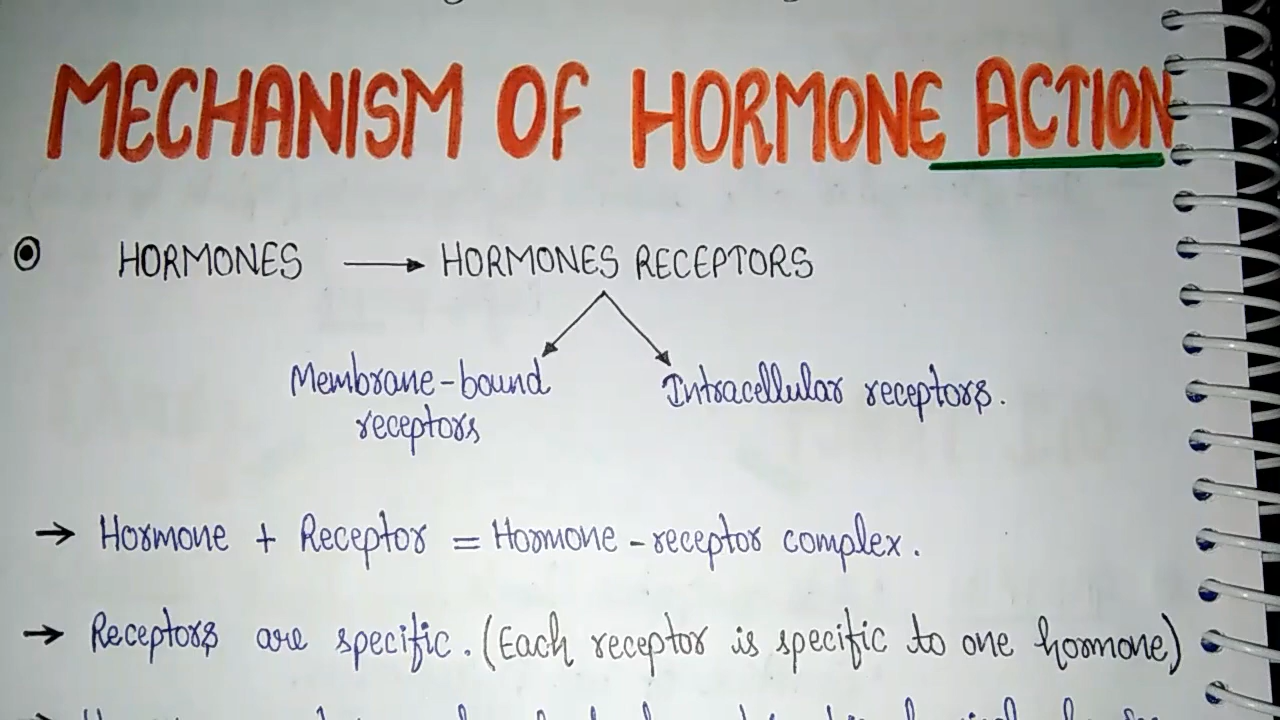 MECHANISM OF HORMONE ACTION
HORMONES → HORMONES RECEPTORS
Membrane-bound receptors
Intracellular receptors.
→ Hormone + Receptor = Hormone-receptor complex.
→ Receptors are specific. (Each receptor is specific to one hormone)